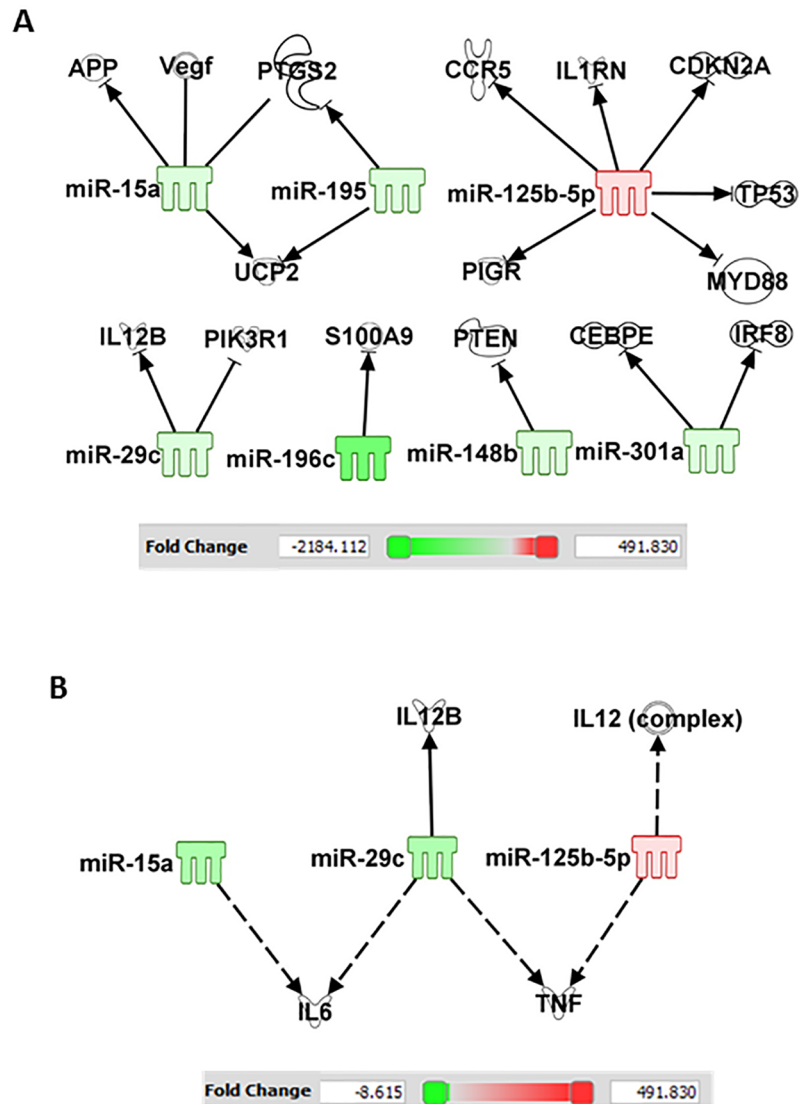 A
APP Vegf PTGS2 CCR5 IL1RN CDKN2A
miR-15a miR-195 miR-125b-5p TP53
UCP2 PIGR MYD88
IL12B PIK3R1 S100A9 PTEN CEBPE IRF8
miR-29c miR-196c miR-148b miR-301a
Fold Change -2184.112 491.830
B
IL12B IL12 (complex)
miR-15a miR-29c miR-125b-5p
IL6 TNF
Fold Change -8.615 491.830